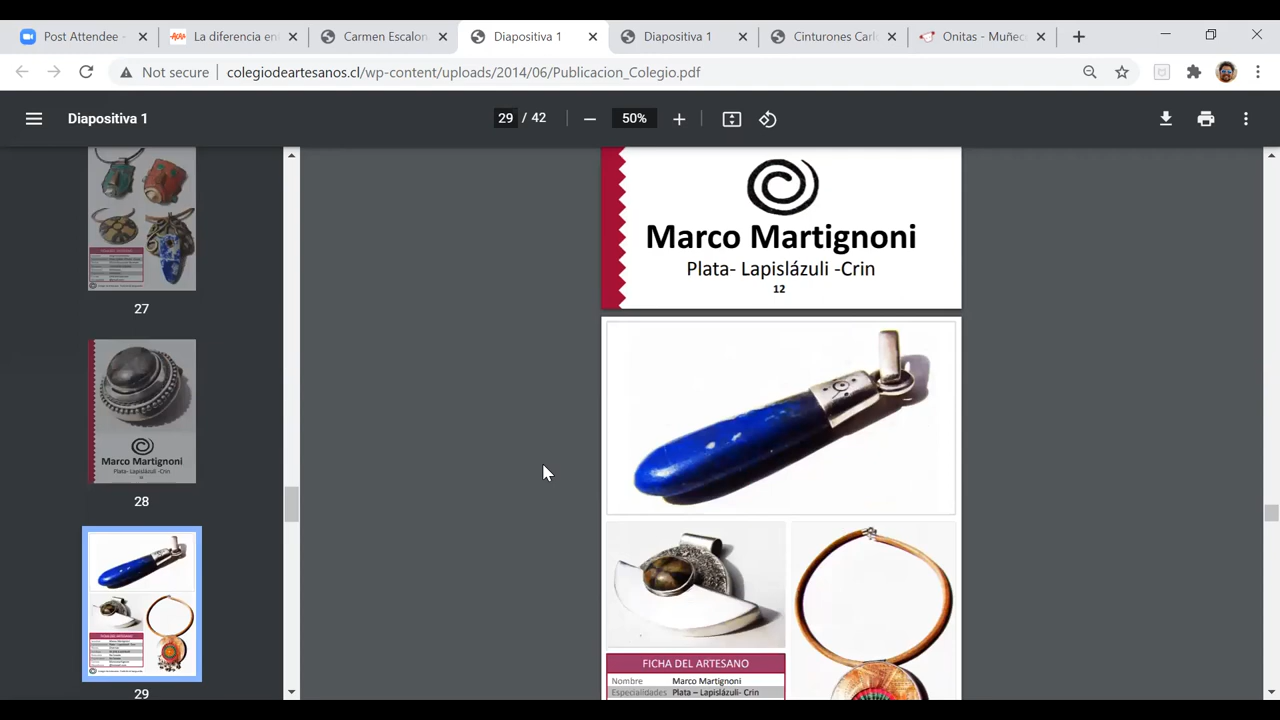 Post Attendee -
La diferencia en
Carmen Escalon
Diapositiva 1
Diapositiva 1
Cinturones Carl
Onitas - Muñec
Not secure
colegiodeartesanos.cl/wp-content/uploads/2014/06/Publicacion_Colegio.pdf
Diapositiva 1
29 / 42
50%
27
Marco Martignoni
Plata- Lapislázuli -Crin
28
29
Marco Martignoni
Plata- Lapislázuli -Crin
12
FICHA DEL ARTESANO
Nombre Marco Martignoni
Especialidades Plata – Lapislázuli- Crin